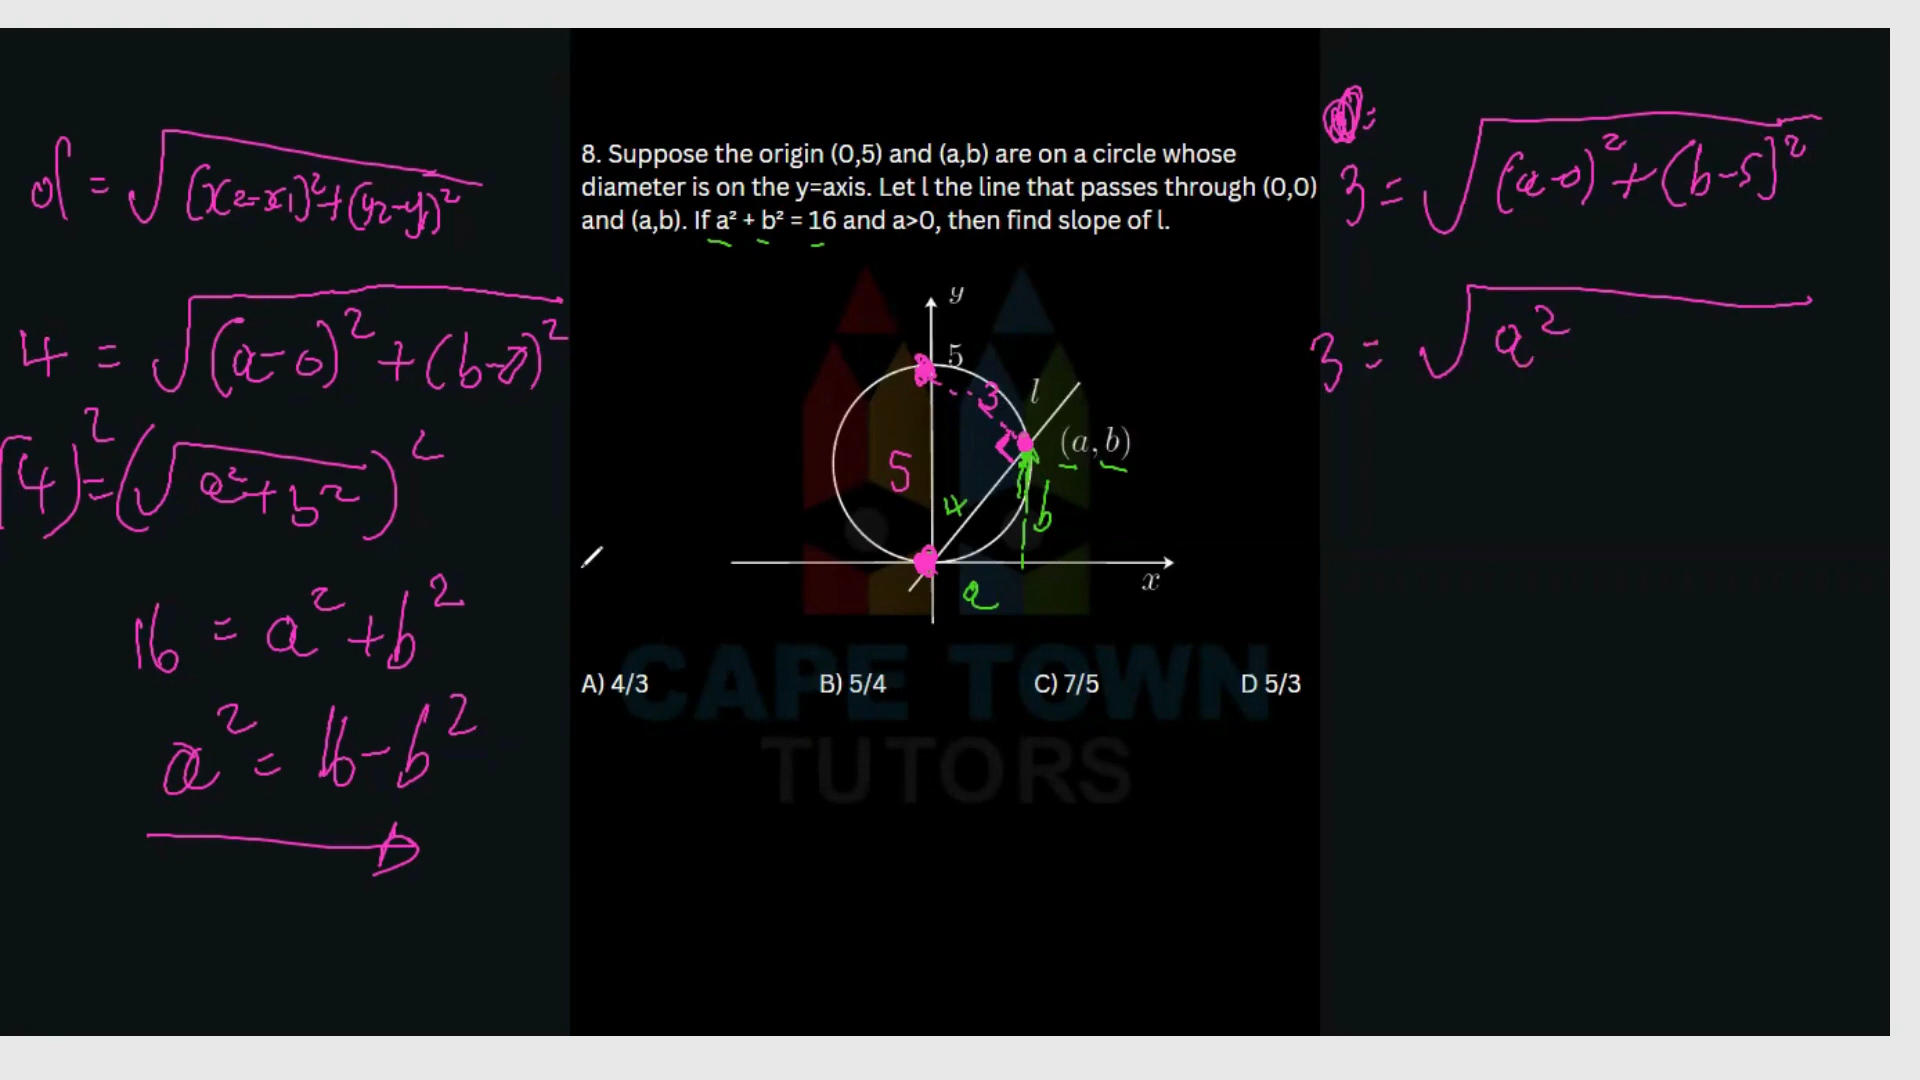 d = √(x2-x1)²+(y2-y1)²
4 = √(a-0)²+(b-0)²
(4)² = (√a²+b²)²
16 = a²+b²
a² = 16-b²
8. Suppose the origin (0,5) and (a,b) are on a circle whose
diameter is on the y=axis. Let l the line that passes through (0,0)
and (a,b). If a² + b² = 16 and a>0, then find slope of l.
y
5
3
l
(a, b)
5
4
b
x
a
A) 4/3 B) 5/4 C) 7/5 D 5/3
CAPE TOWN
TUTORS
3 = √(a-0)²+(b-5)²
3 = √a²